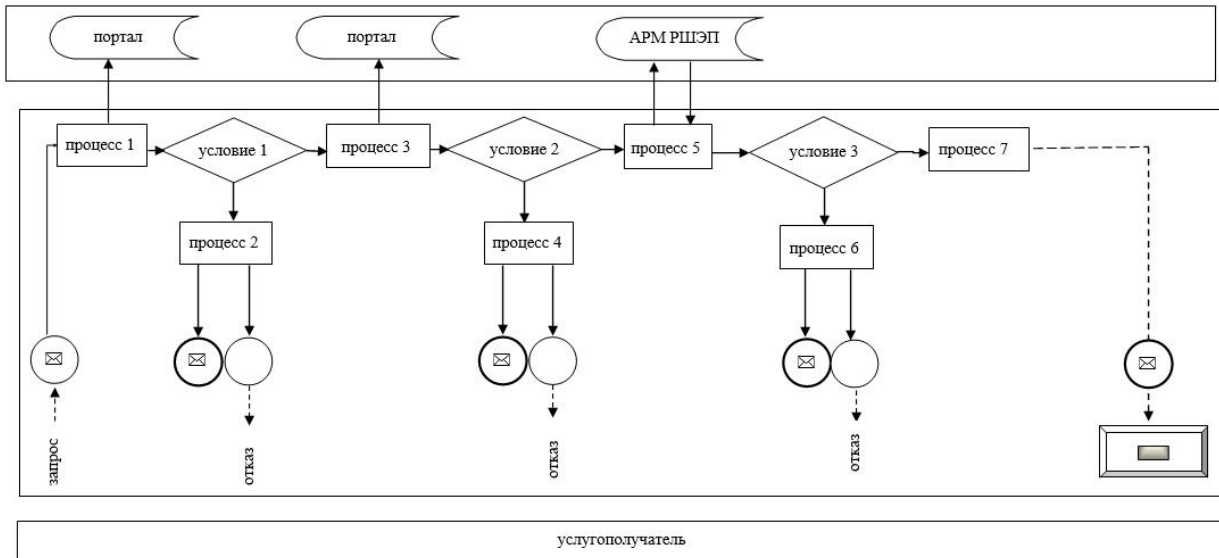 портал
портал
АРМ РШЭП
процесс 1
условие 1
процесс 3
условие 2
процесс 5
условие 3
процесс 7
процесс 2
процесс 4
процесс 6
запрос
отказ
отказ
отказ
услугополучатель